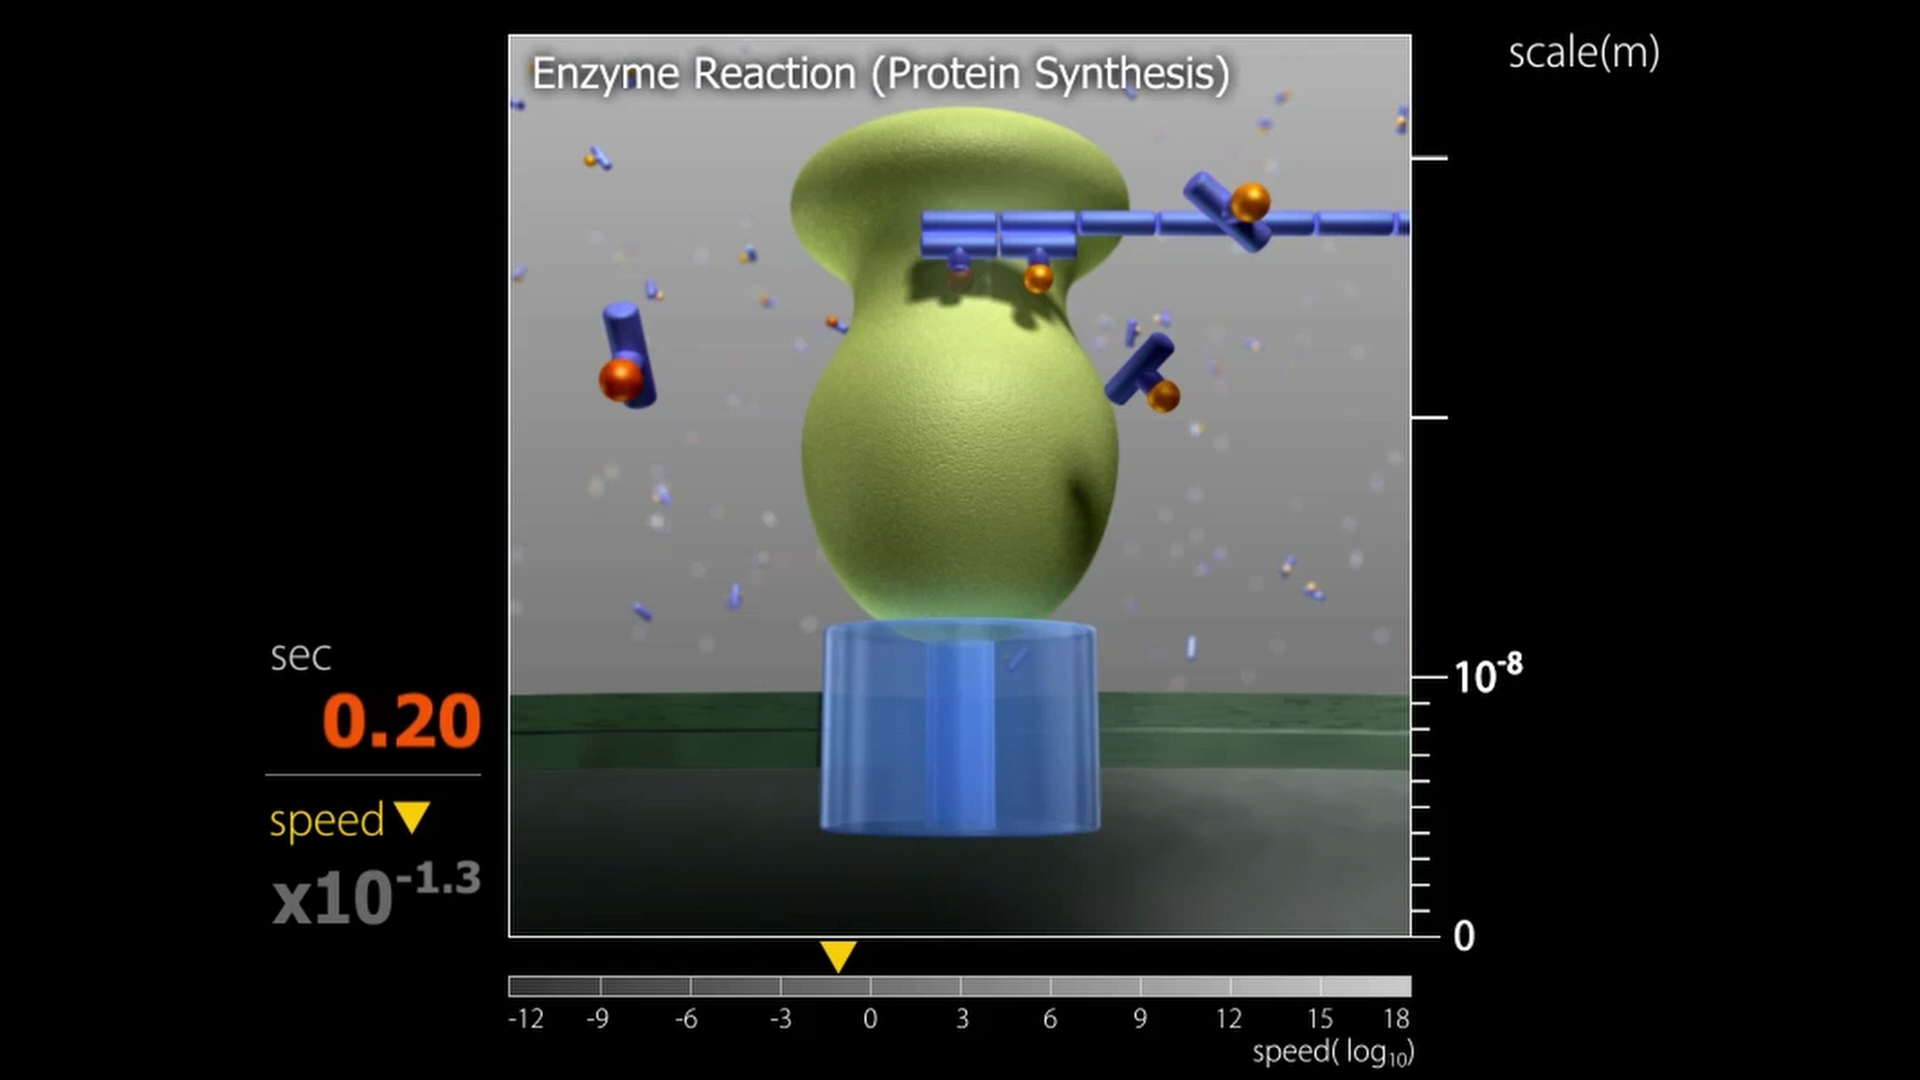 Enzyme Reaction (Protein Synthesis)
scale(m)
10⁻⁸
0
sec
0.20
speed▼
x10⁻¹·³
-12 -9 -6 -3 0 3 6 9 12 15 18
speed( log₁₀)